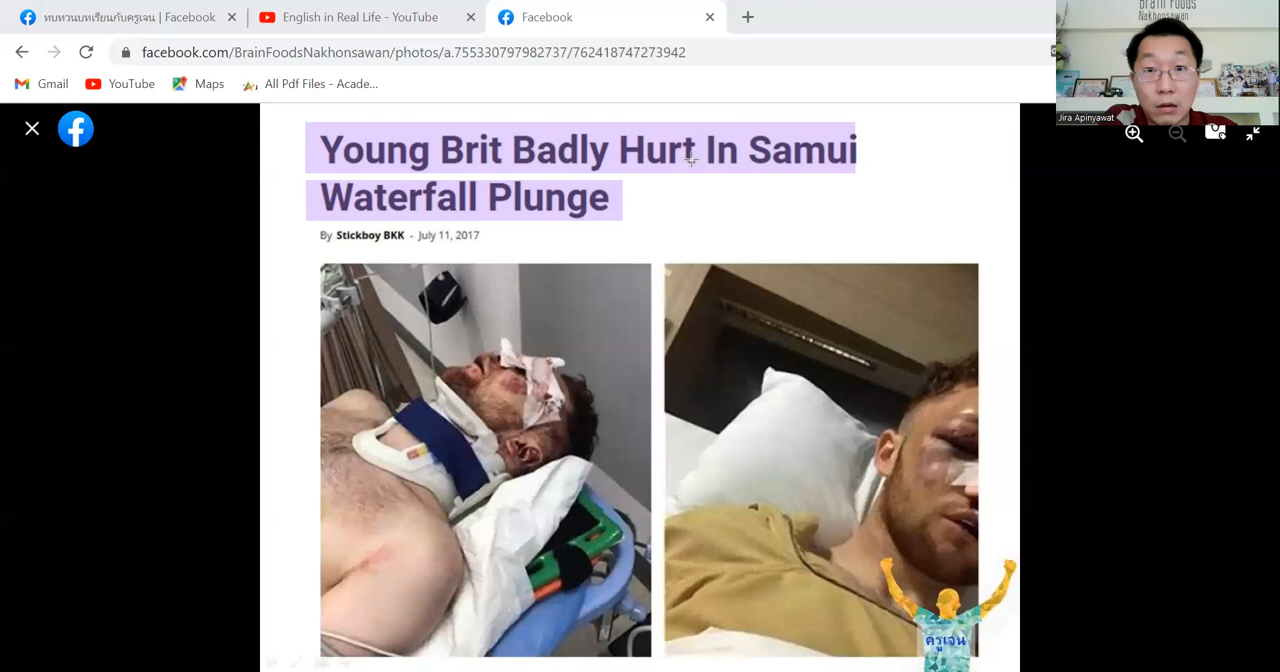 ทบทวนบทเรียนกับครูเจน | Facebook
English in Real Life - YouTube
Facebook
facebook.com/BrainFoodsNakhonsawan/photos/a.755330797982737/762418747273942
Gmail
YouTube
Maps
All Pdf Files - Acade...
Brain Foods
Nakhonsawan
Jira Apinyawat
Young Brit Badly Hurt In Samui
Waterfall Plunge
By Stickboy BKK - July 11, 2017
ครูเจน